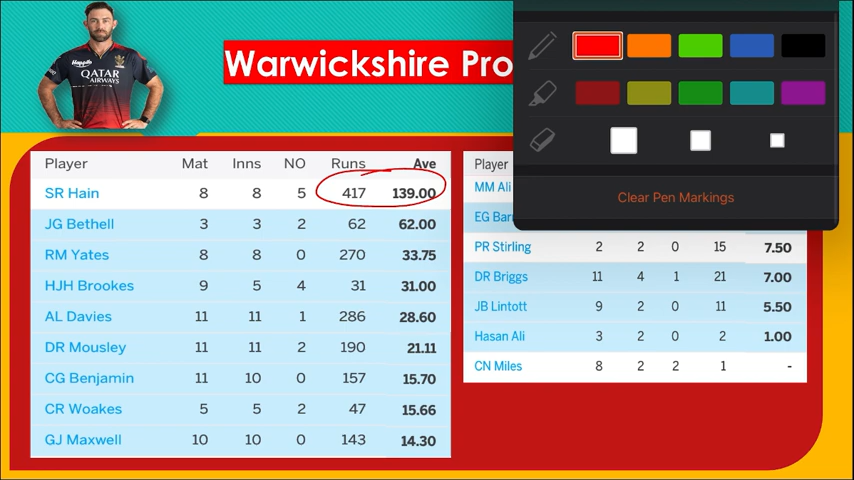 Warwickshire Pro
Happilo
QATAR
AIRWAYS
Player Mat Inns NO Runs Ave
SR Hain 8 8 5 417 139.00
JG Bethell 3 3 2 62 62.00
RM Yates 8 8 0 270 33.75
HJH Brookes 9 5 4 31 31.00
AL Davies 11 11 1 286 28.60
DR Mousley 11 11 2 190 21.11
CG Benjamin 11 10 0 157 15.70
CR Woakes 5 5 2 47 15.66
GJ Maxwell 10 10 0 143 14.30
Player
MM Ali
EG Bar
PR Stirling 2 2 0 15 7.50
DR Briggs 11 4 1 21 7.00
JB Lintott 9 2 0 11 5.50
Hasan Ali 3 2 0 2 1.00
CN Miles 8 2 2 1 -
Clear Pen Markings